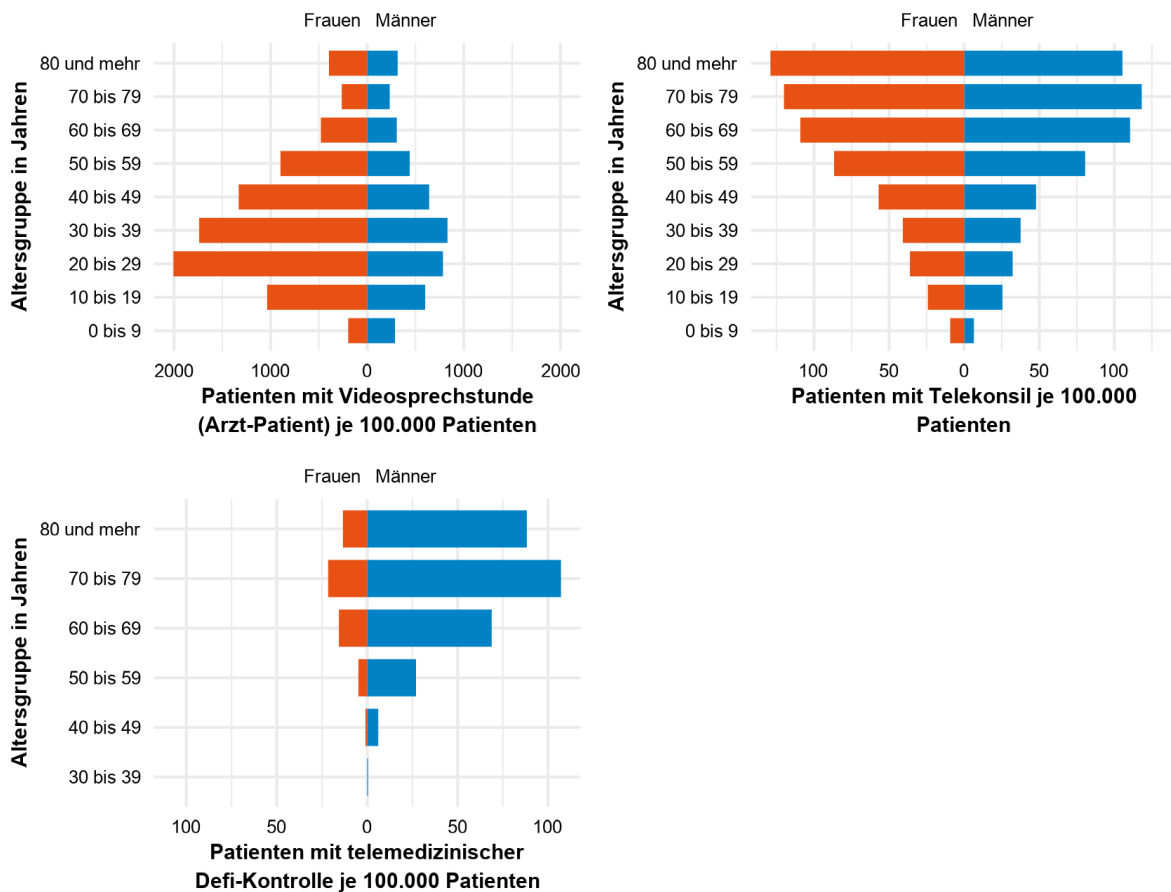 Frauen Männer
80 und mehr
70 bis 79
60 bis 69
50 bis 59
40 bis 49
30 bis 39
20 bis 29
10 bis 19
0 bis 9
Altersgruppe in Jahren
2000 1000 0 1000 2000
Patienten mit Videosprechstunde
(Arzt-Patient) je 100.000 Patienten
Frauen Männer
80 und mehr
70 bis 79
60 bis 69
50 bis 59
40 bis 49
30 bis 39
20 bis 29
10 bis 19
0 bis 9
Altersgruppe in Jahren
100 50 0 50 100
Patienten mit Telekonsil je 100.000
Patienten
Frauen Männer
80 und mehr
70 bis 79
60 bis 69
50 bis 59
40 bis 49
30 bis 39
Altersgruppe in Jahren
100 50 0 50 100
Patienten mit telemedizinischer
Defi-Kontrolle je 100.000 Patienten